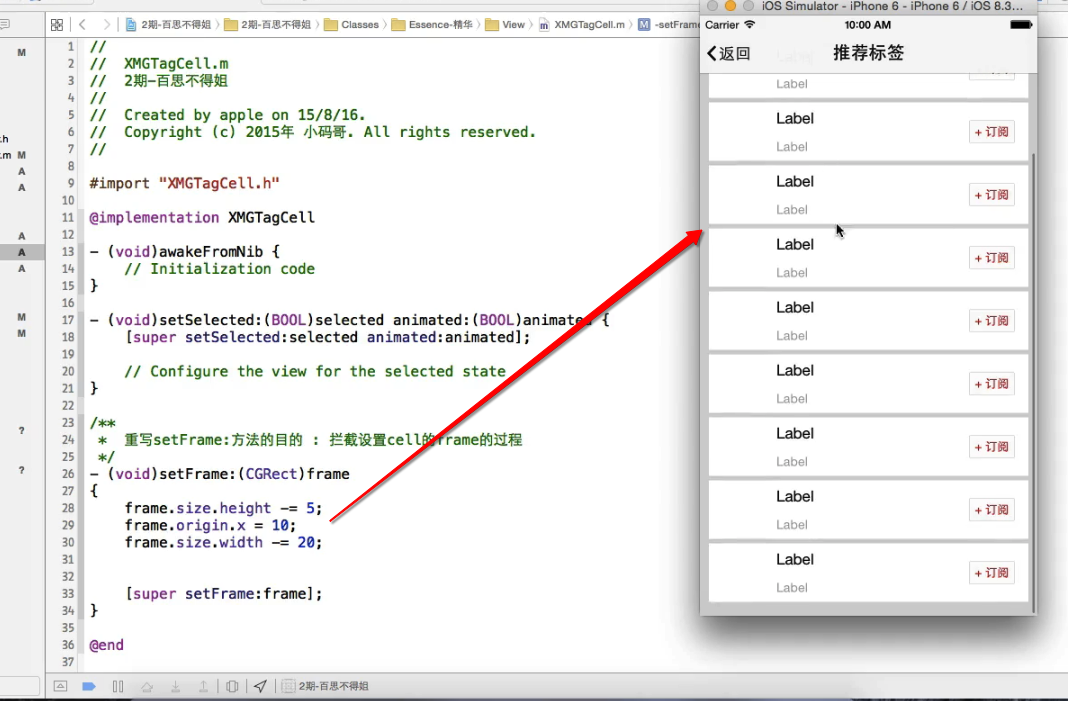 2期-百思不得姐 〉 2期-百思不得姐 〉 Classes 〉 Essence-精华 〉 View 〉 XMGTagCell.m 〉 M -setFram
iOS Simulator - iPhone 6 - iPhone 6 / iOS 8.3...
Carrier 10:00 AM
返回 推荐标签
Label
Label
+ 订阅
Label
Label
+ 订阅
Label
Label
+ 订阅
Label
Label
+ 订阅
Label
Label
+ 订阅
Label
Label
+ 订阅
Label
Label
+ 订阅
Label
Label
+ 订阅
Label
.h
.m M
M
A
A
A
A
A
M
M
?
?
1 //
2 //  XMGTagCell.m
3 //  2期-百思不得姐
4 //
5 //  Created by apple on 15/8/16.
6 //  Copyright (c) 2015年 小码哥. All rights reserved.
7 //
8
9 #import "XMGTagCell.h"
10
11 @implementation XMGTagCell
12
13 - (void)awakeFromNib {
14     // Initialization code
15 }
16
17 - (void)setSelected:(BOOL)selected animated:(BOOL)animated {
18     [super setSelected:selected animated:animated];
19
20     // Configure the view for the selected state
21 }
22
23 /**
24  *  重写setFrame:方法的目的 : 拦截设置cell的frame的过程
25  */
26 - (void)setFrame:(CGRect)frame
27 {
28     frame.size.height -= 5;
29     frame.origin.x = 10;
30     frame.size.width -= 20;
31
32
33     [super setFrame:frame];
34 }
35
36 @end
37
2期-百思不得姐